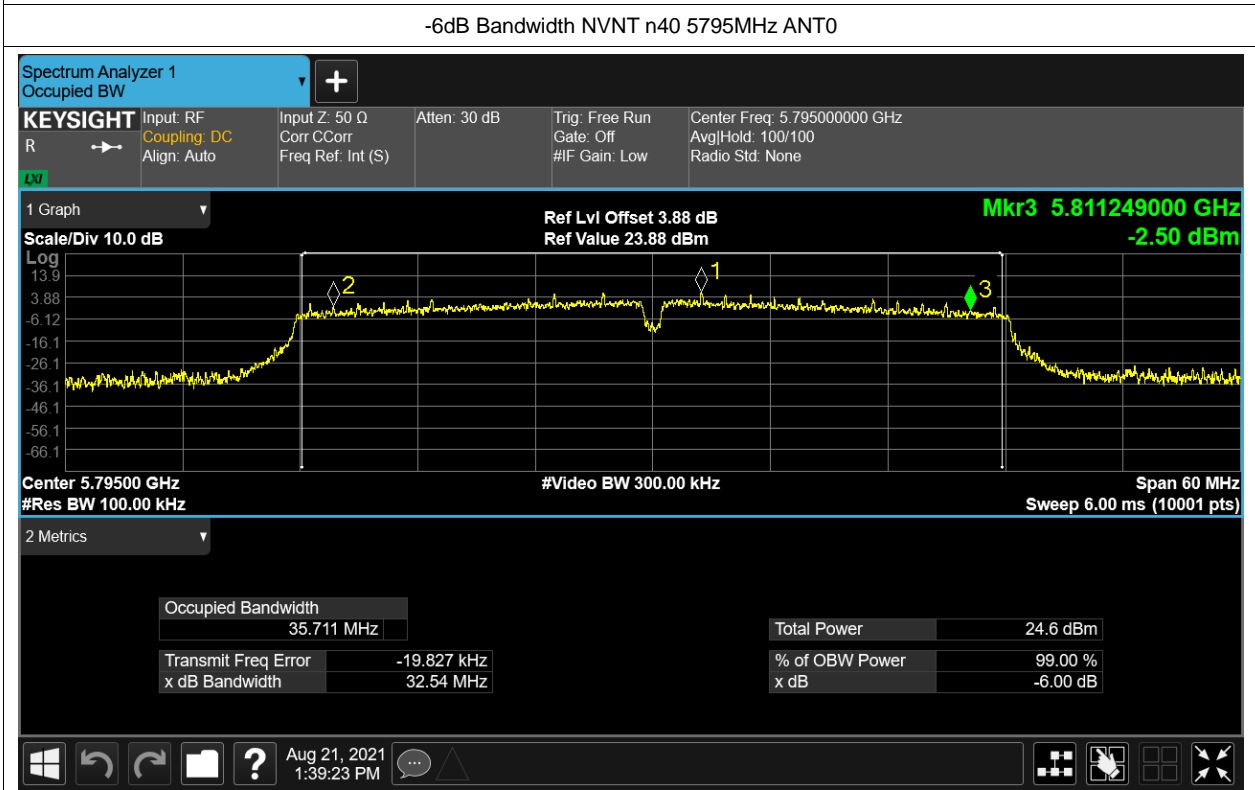 -6dB Bandwidth NVNT n40 5795MHz ANT0
Spectrum Analyzer 1
Occupied BW
KEYSIGHT
R
LXI
Input: RF
Coupling: DC
Align: Auto
Input Z: 50 Ω
Corr CCorr
Freq Ref: Int (S)
Atten: 30 dB
Trig: Free Run
Gate: Off
#IF Gain: Low
Center Freq: 5.795000000 GHz
Avg|Hold: 100/100
Radio Std: None
1 Graph
Scale/Div 10.0 dB
Ref Lvl Offset 3.88 dB
Ref Value 23.88 dBm
Mkr3 5.811249000 GHz
-2.50 dBm
Log
13.9
3.88
-6.12
-16.1
-26.1
-36.1
-46.1
-56.1
-66.1
2
1
3
Center 5.79500 GHz
#Video BW 300.00 kHz
Span 60 MHz
#Res BW 100.00 kHz
Sweep 6.00 ms (10001 pts)
2 Metrics
Occupied Bandwidth
35.711 MHz
Total Power 24.6 dBm
Transmit Freq Error -19.827 kHz
% of OBW Power 99.00 %
x dB Bandwidth 32.54 MHz
x dB -6.00 dB
?
Aug 21, 2021
1:39:23 PM